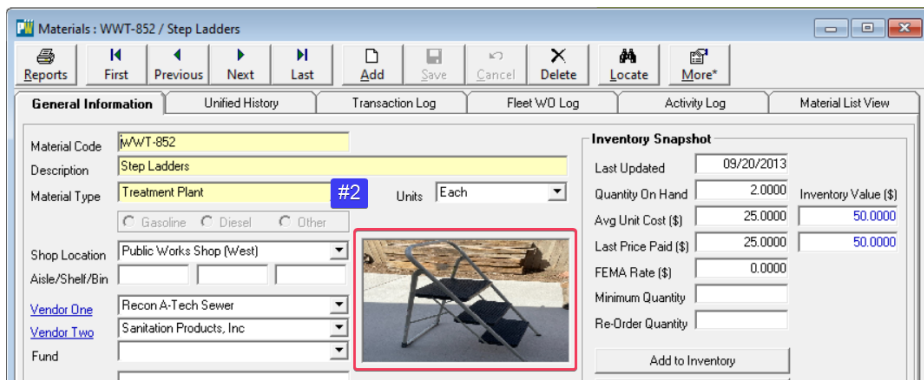 PW Materials : WWT-852 / Step Ladders
Reports First Previous Next Last Add Save Cancel Delete Locate More*
General Information Unified History Transaction Log Fleet WO Log Activity Log Material List View
Material Code WWT-852
Description Step Ladders
Material Type Treatment Plant #2 Units Each
Gasoline Diesel Other
Shop Location Public Works Shop (West)
Aisle/Shelf/Bin
Vendor One Recon A-Tech Sewer
Vendor Two Sanitation Products, Inc
Fund
Inventory Snapshot
Last Updated 09/20/2013
Quantity On Hand 2.0000 Inventory Value ($)
Avg Unit Cost ($) 25.0000 50.0000
Last Price Paid ($) 25.0000 50.0000
FEMA Rate ($) 0.0000
Minimum Quantity
Re-Order Quantity
Add to Inventory